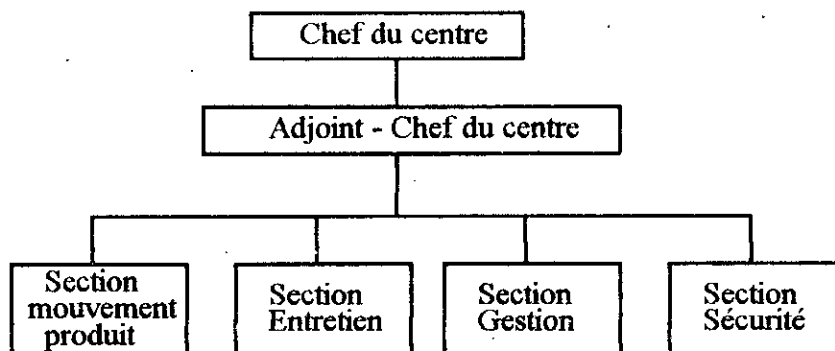 Chef du centre
Adjoint - Chef du centre
Section
mouvement
produit
Section
Entretien
Section
Gestion
Section
Sécurité